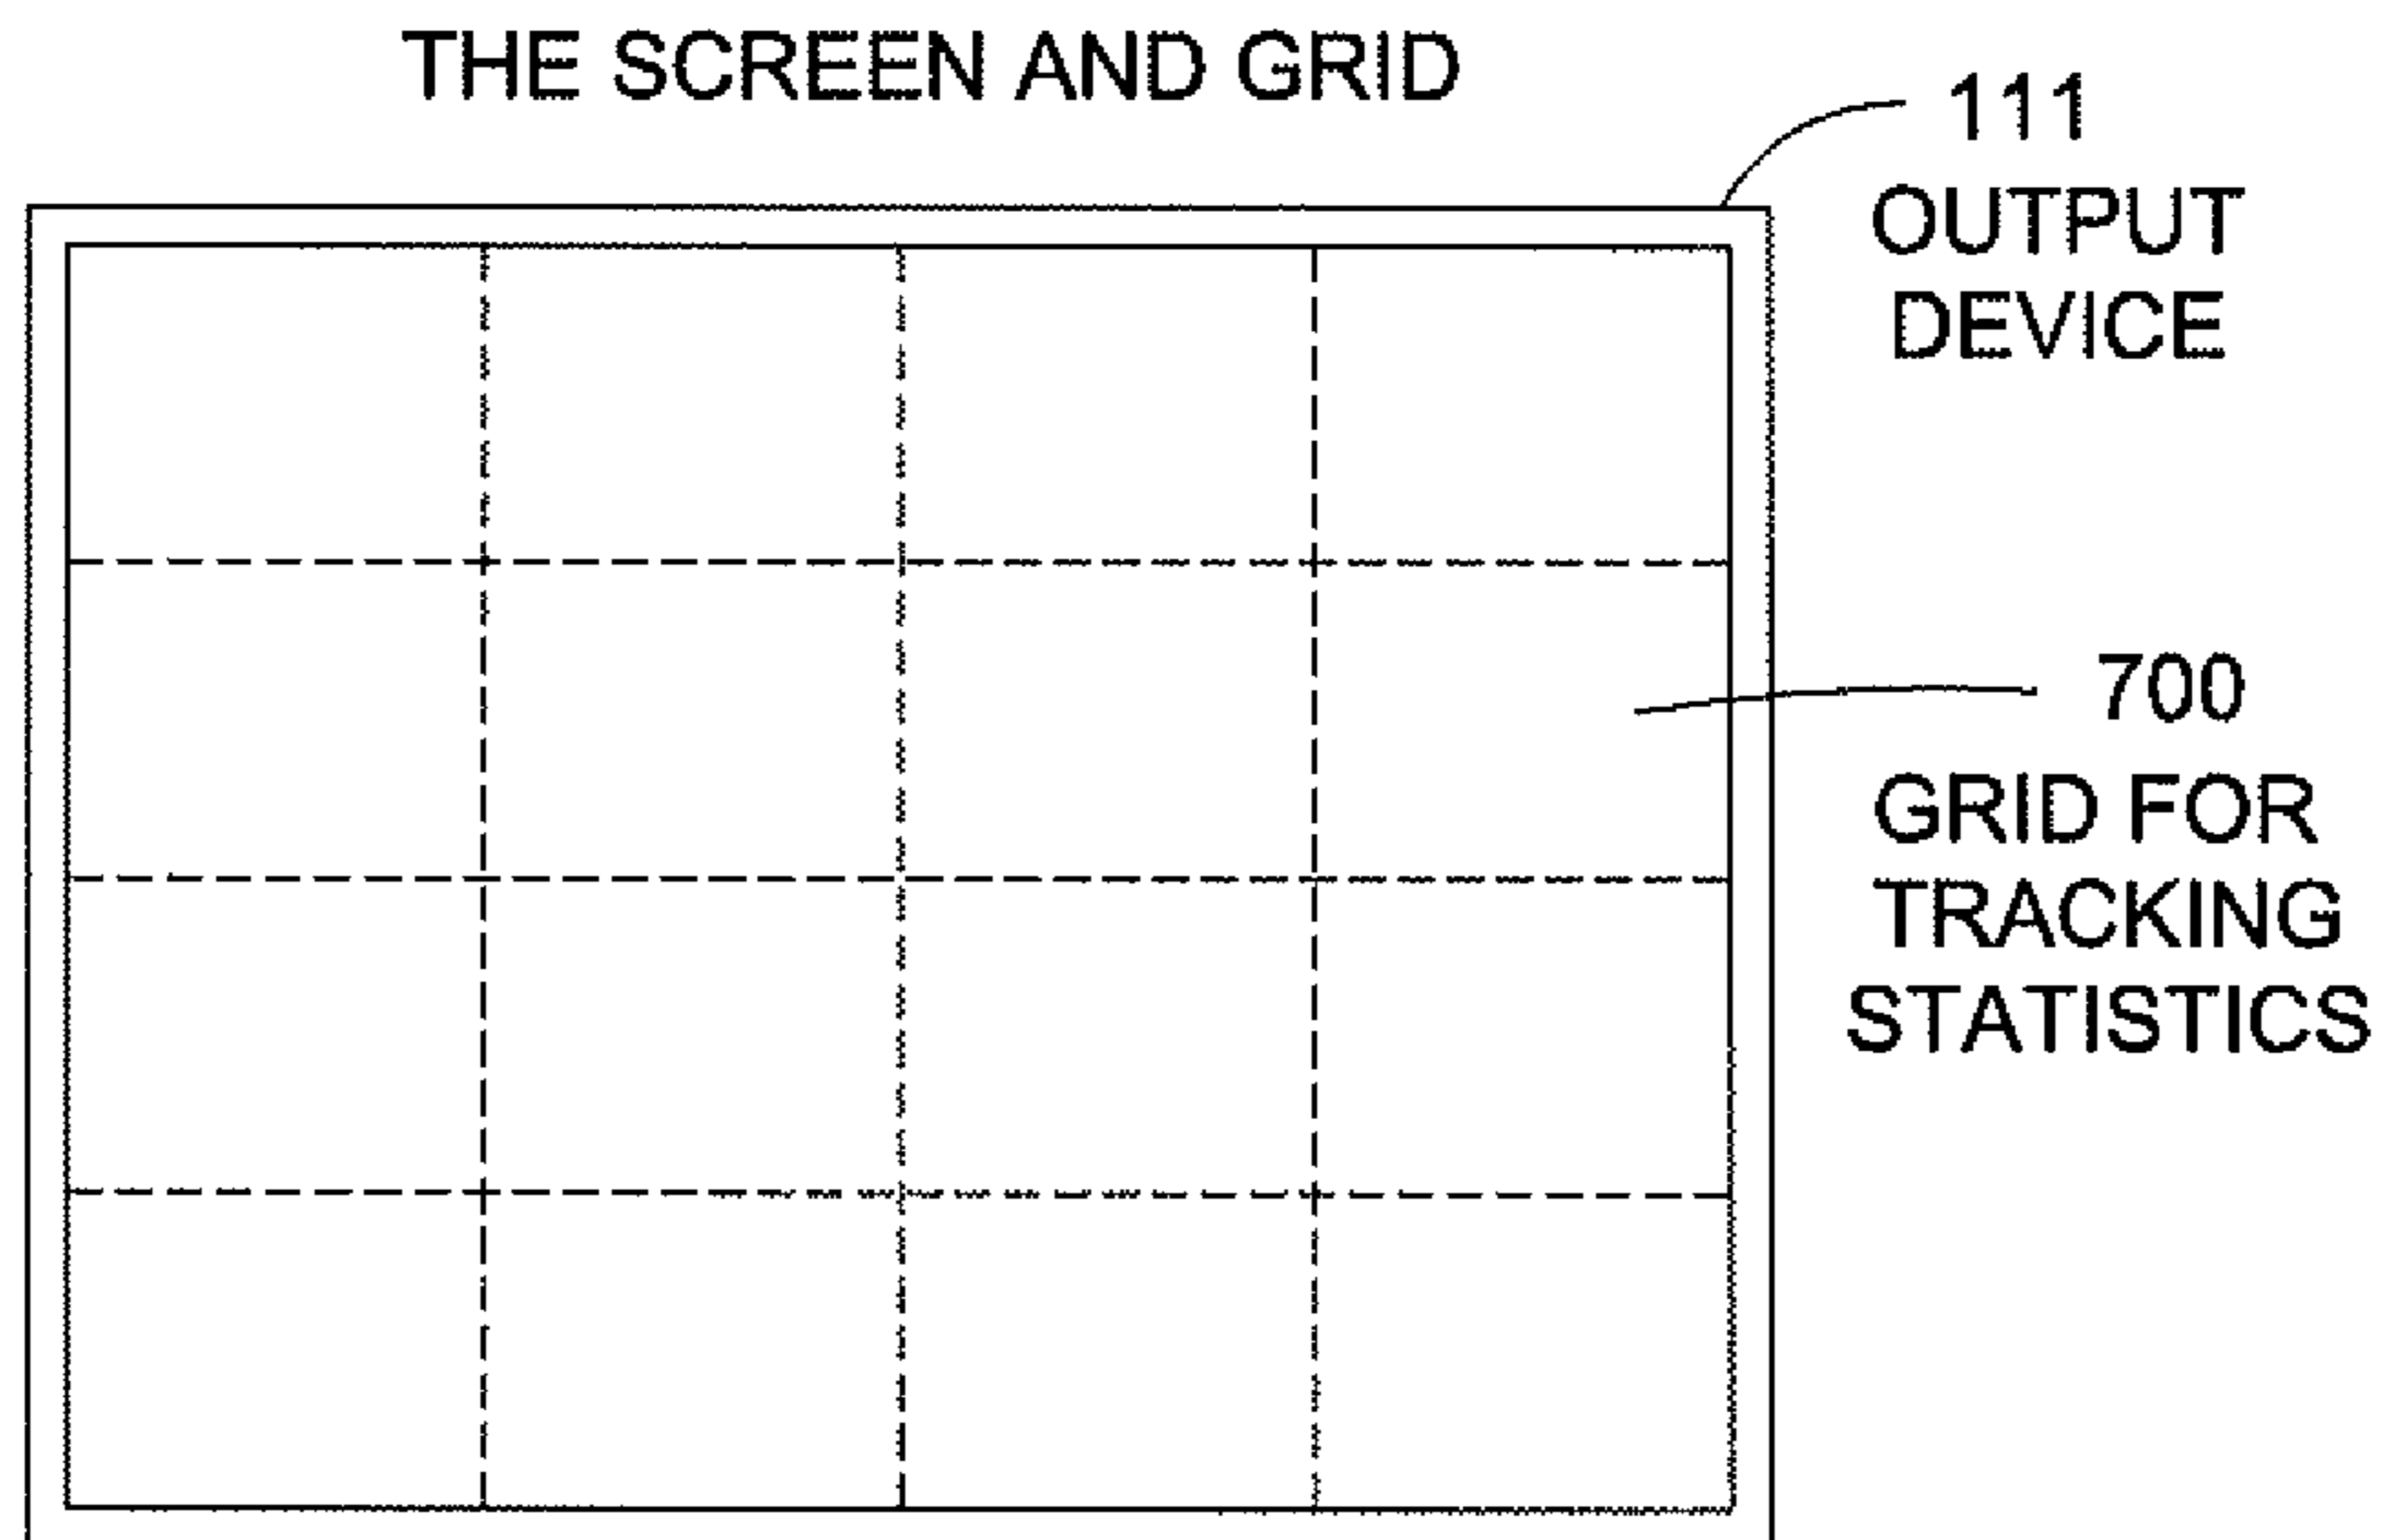 THE SCREEN AND GRID
111
OUTPUT
DEVICE
700
GRID FOR
TRACKING
STATISTICS